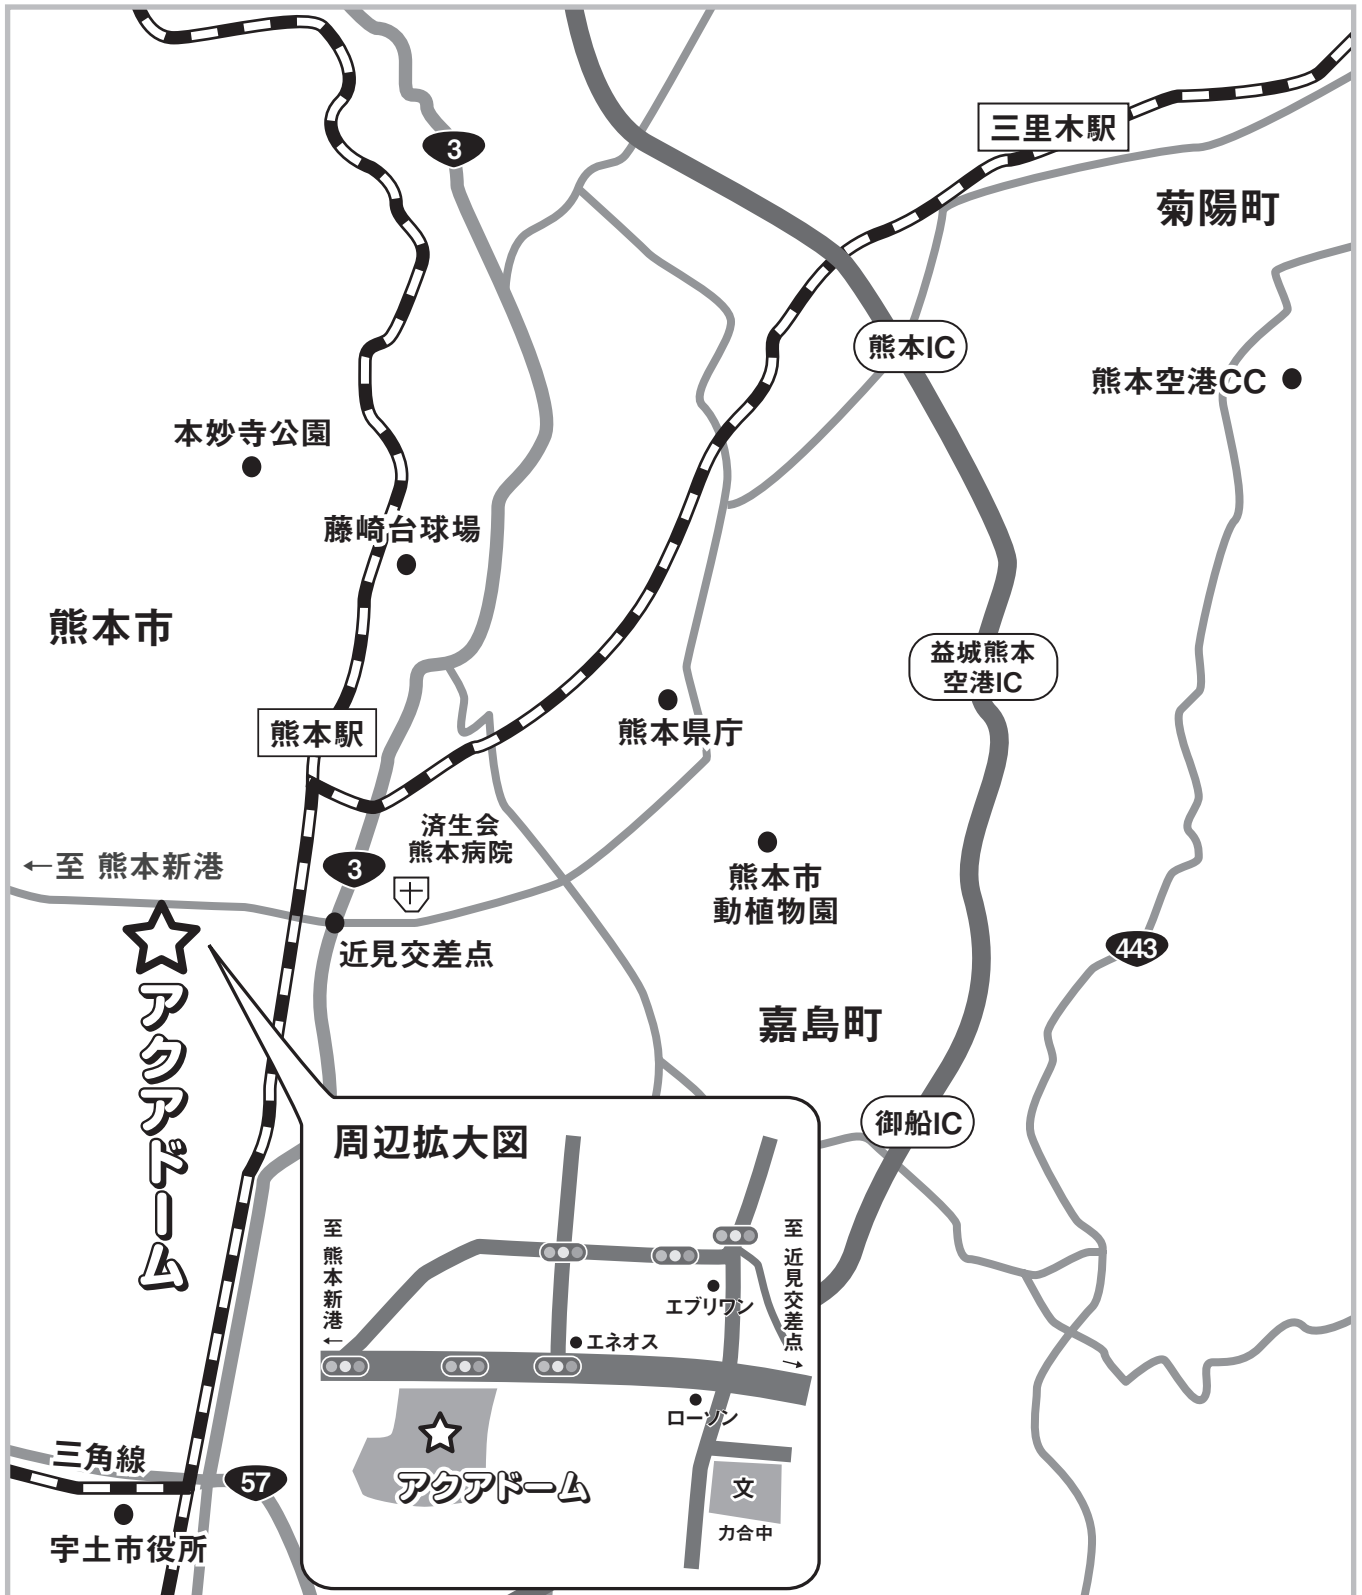 3
三里木駅
菊陽町
熊本IC
熊本空港CC
本妙寺公園
藤崎台球場
熊本市
益城熊本
空港IC
熊本駅
熊本県庁
済生会
熊本病院
←至 熊本新港
3
熊本市
動植物園
近見交差点
443
アクアドーム
嘉島町
御船IC
周辺拡大図
至 熊本新港←
至 近見交差点→
エブリワン
エネオス
ローソン
アクアドーム
文
力合中
三角線
57
宇土市役所